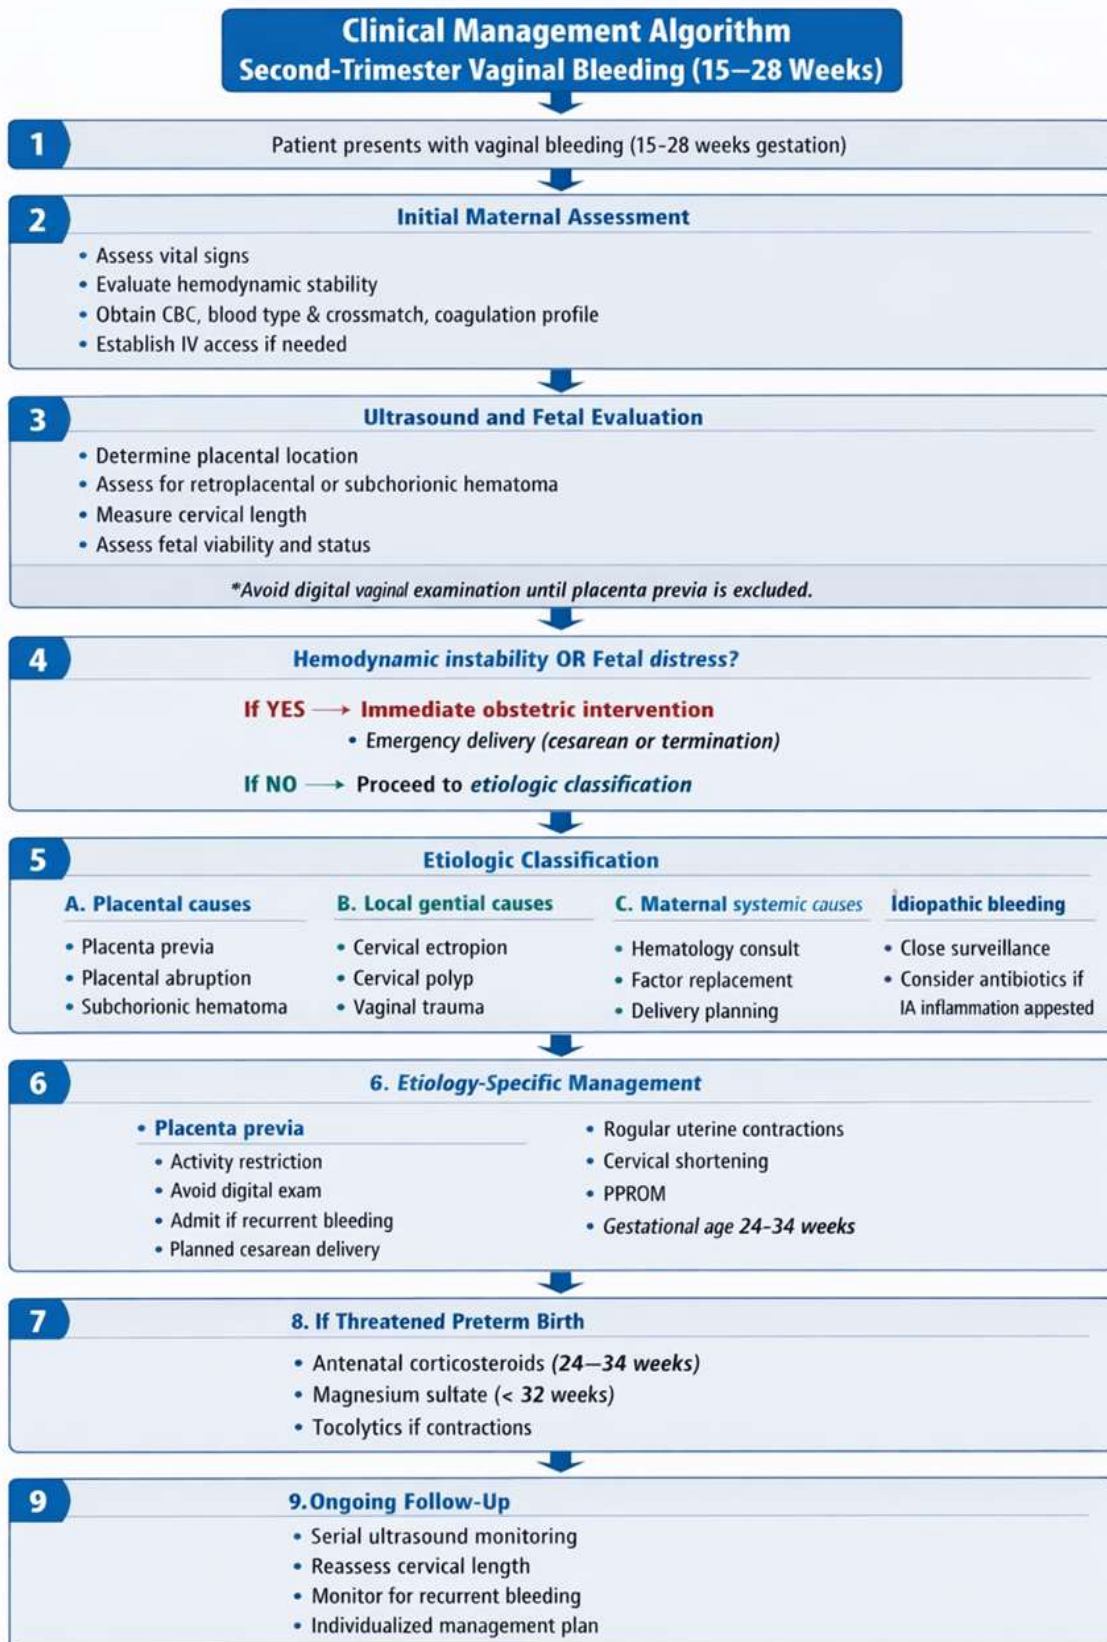 Clinical Management Algorithm
Second-Trimester Vaginal Bleeding (15–28 Weeks)
1
Patient presents with vaginal bleeding (15-28 weeks gestation)
2
Initial Maternal Assessment
• Assess vital signs
• Evaluate hemodynamic stability
• Obtain CBC, blood type & crossmatch, coagulation profile
• Establish IV access if needed
3
Ultrasound and Fetal Evaluation
• Determine placental location
• Assess for retroplacental or subchorionic hematoma
• Measure cervical length
• Assess fetal viability and status
*Avoid digital vaginal examination until placenta previa is excluded.
4
Hemodynamic instability OR Fetal distress?
If YES → Immediate obstetric intervention
• Emergency delivery (cesarean or termination)
If NO → Proceed to etiologic classification
5
Etiologic Classification
A. Placental causes
• Placenta previa
• Placental abruption
• Subchorionic hematoma
B. Local gential causes
• Cervical ectropion
• Cervical polyp
• Vaginal trauma
C. Maternal systemic causes
• Hematology consult
• Factor replacement
• Delivery planning
Idiopathic bleeding
• Close surveillance
• Consider antibiotics if
IA inflammation appested
6
6. Etiology-Specific Management
• Placenta previa
• Activity restriction
• Avoid digital exam
• Admit if recurrent bleeding
• Planned cesarean delivery
• Rogular uterine contractions
• Cervical shortening
• PPROM
• Gestational age 24-34 weeks
7
8. If Threatened Preterm Birth
• Antenatal corticosteroids (24–34 weeks)
• Magnesium sulfate (< 32 weeks)
• Tocolytics if contractions
9
9.Ongoing Follow-Up
• Serial ultrasound monitoring
• Reassess cervical length
• Monitor for recurrent bleeding
• Individualized management plan